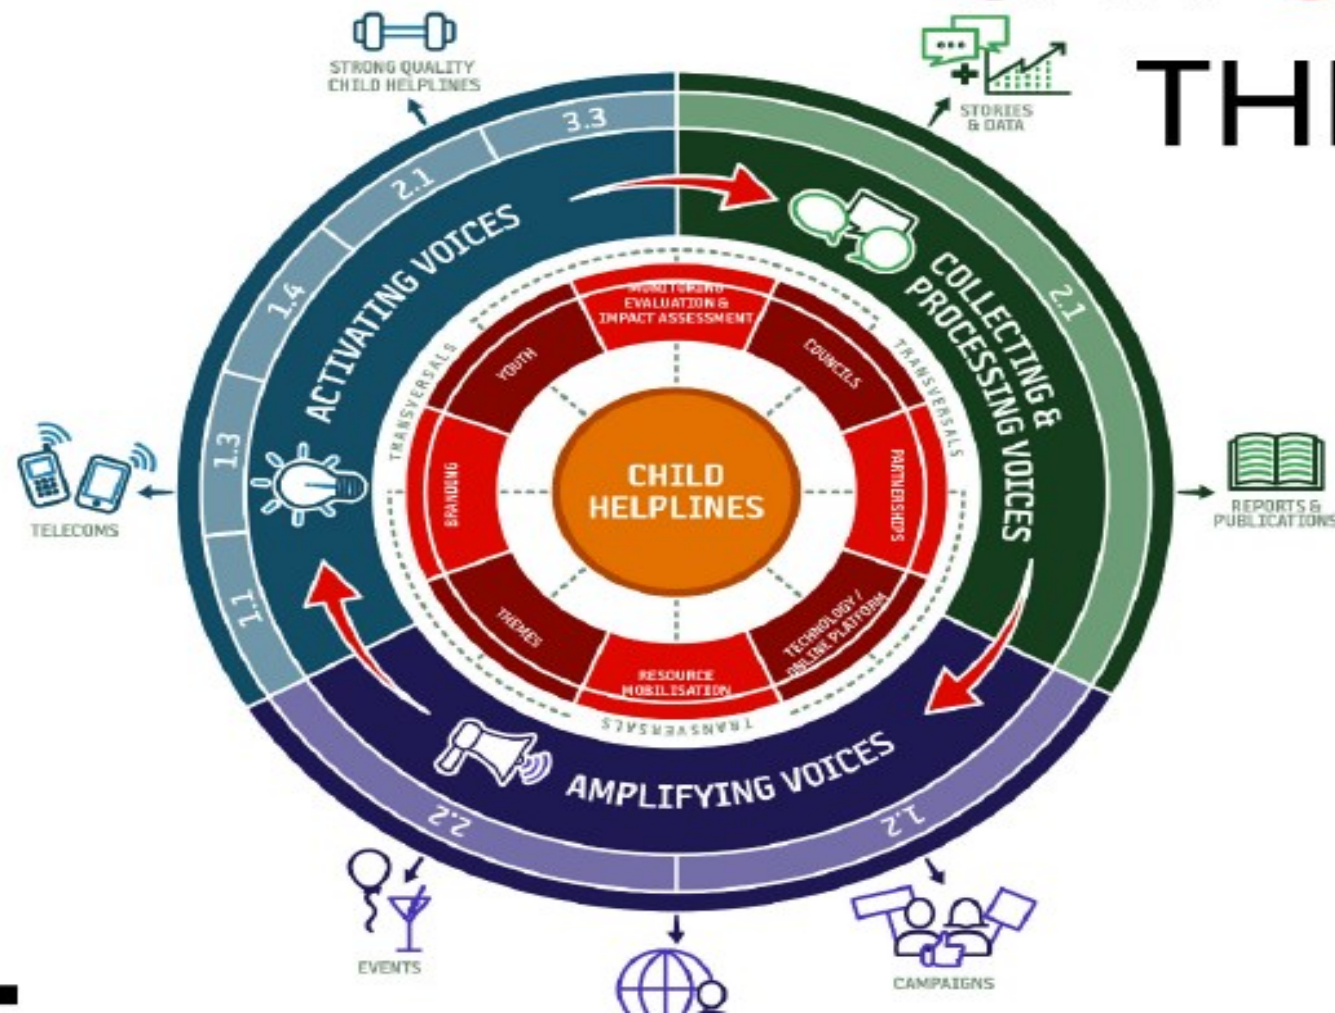 STRONG QUALITY
CHILD HELPLINES
STORIES
& DATA
3.3
2.1
1.4
1.3
1.1
ACTIVATING VOICES
COLLECTING &
PROCESSING VOICES
2.1
TRANSVERSALS
TRANSVERSALS
MONITORING
EVALUATION &
IMPACT ASSESSMENT
YOUTH
COUNCILS
BRANDING
PARTNERSHIPS
CHILD
HELPLINES
THEMES
TECHNOLOGY /
ONLINE PLATFORM
RESOURCE
MOBILISATION
TRANSVERSALS
TELECOMS
REPORTS &
PUBLICATIONS
AMPLIFYING VOICES
2.2
1.2
EVENTS
CAMPAIGNS